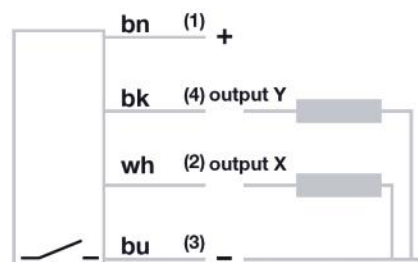 bn (1) +
bk (4) output Y
wh (2) output X
bu (3) −